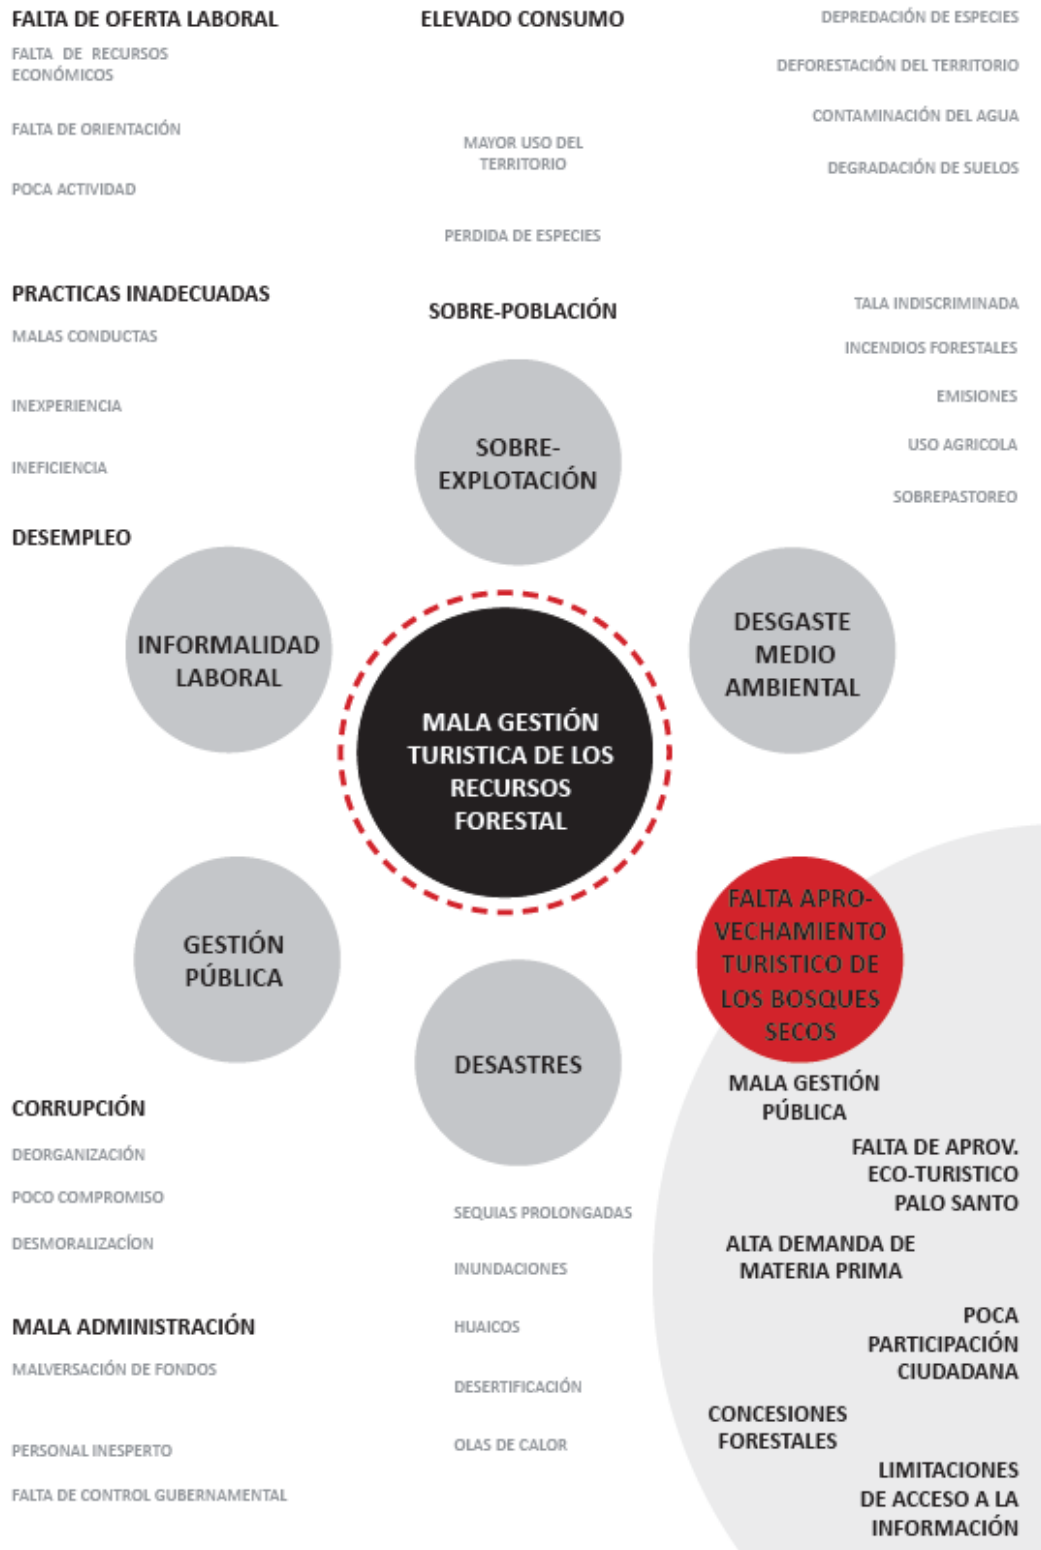 FALTA DE OFERTA LABORAL
FALTA DE RECURSOS
ECONÓMICOS
FALTA DE ORIENTACIÓN
POCA ACTIVIDAD
ELEVADO CONSUMO
MAYOR USO DEL
TERRITORIO
PERDIDA DE ESPECIES
DEPREDACIÓN DE ESPECIES
DEFORESTACIÓN DEL TERRITORIO
CONTAMINACIÓN DEL AGUA
DEGRADACIÓN DE SUELOS
PRACTICAS INADECUADAS
MALAS CONDUCTAS
INEXPERIENCIA
INEFICIENCIA
DESEMPLEO
SOBRE-POBLACIÓN
TALA INDISCRIMINADA
INCENDIOS FORESTALES
EMISIONES
USO AGRICOLA
SOBREPASTOREO
SOBRE-
EXPLOTACIÓN
INFORMALIDAD
LABORAL
DESGASTE
MEDIO
AMBIENTAL
MALA GESTIÓN
TURISTICA DE LOS
RECURSOS
FORESTAL
GESTIÓN
PÚBLICA
DESASTRES
FALTA APRO-
VECHAMIENTO
TURISTICO DE
LOS BOSQUES
SECOS
CORRUPCIÓN
DEORGANIZACIÓN
POCO COMPROMISO
DESMORALIZACÍON
MALA ADMINISTRACIÓN
MALVERSACIÓN DE FONDOS
PERSONAL INESPERTO
FALTA DE CONTROL GUBERNAMENTAL
SEQUIAS PROLONGADAS
INUNDACIONES
HUAICOS
DESERTIFICACIÓN
OLAS DE CALOR
MALA GESTIÓN
PÚBLICA
FALTA DE APROV.
ECO-TURISTICO
PALO SANTO
ALTA DEMANDA DE
MATERIA PRIMA
POCA
PARTICIPACIÓN
CIUDADANA
CONCESIONES
FORESTALES
LIMITACIONES
DE ACCESO A LA
INFORMACIÓN